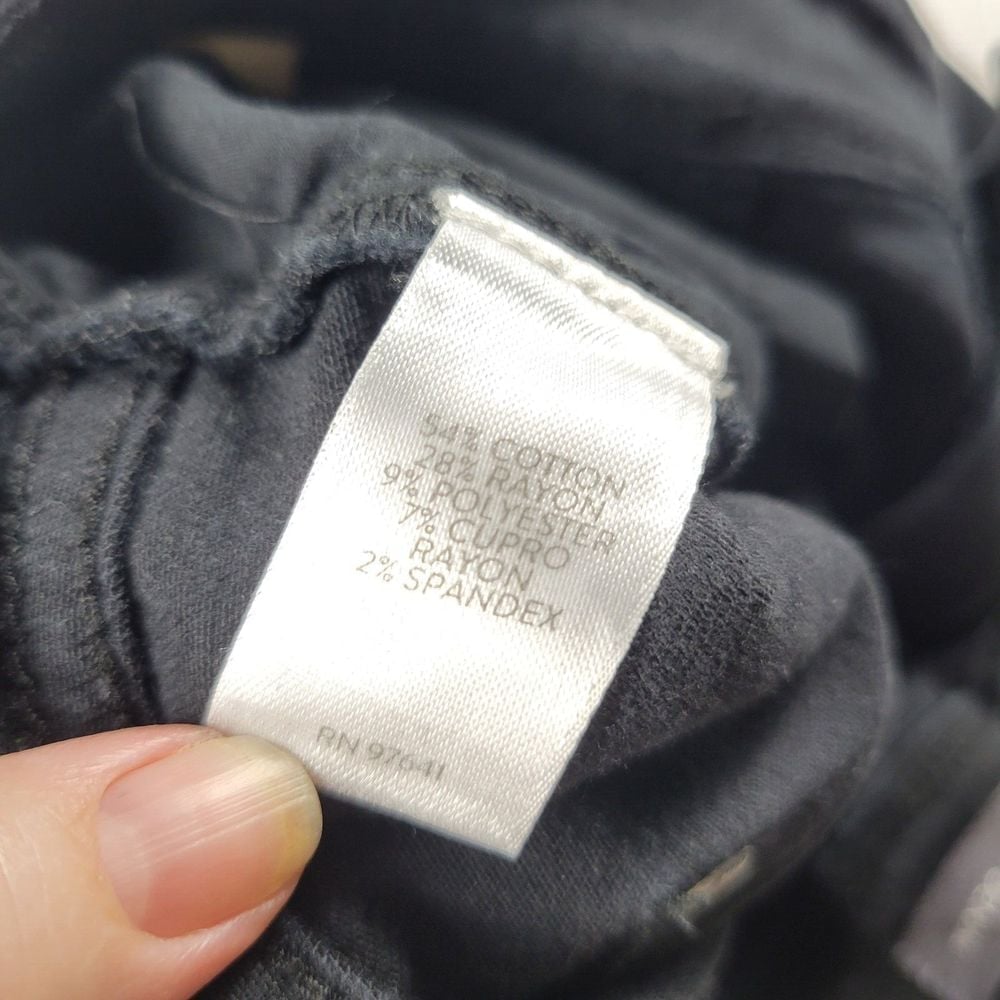 54% COTTON
28% RAYON
9% POLYESTER
7% CUPRO
RAYON
2% SPANDEX
RN 97641